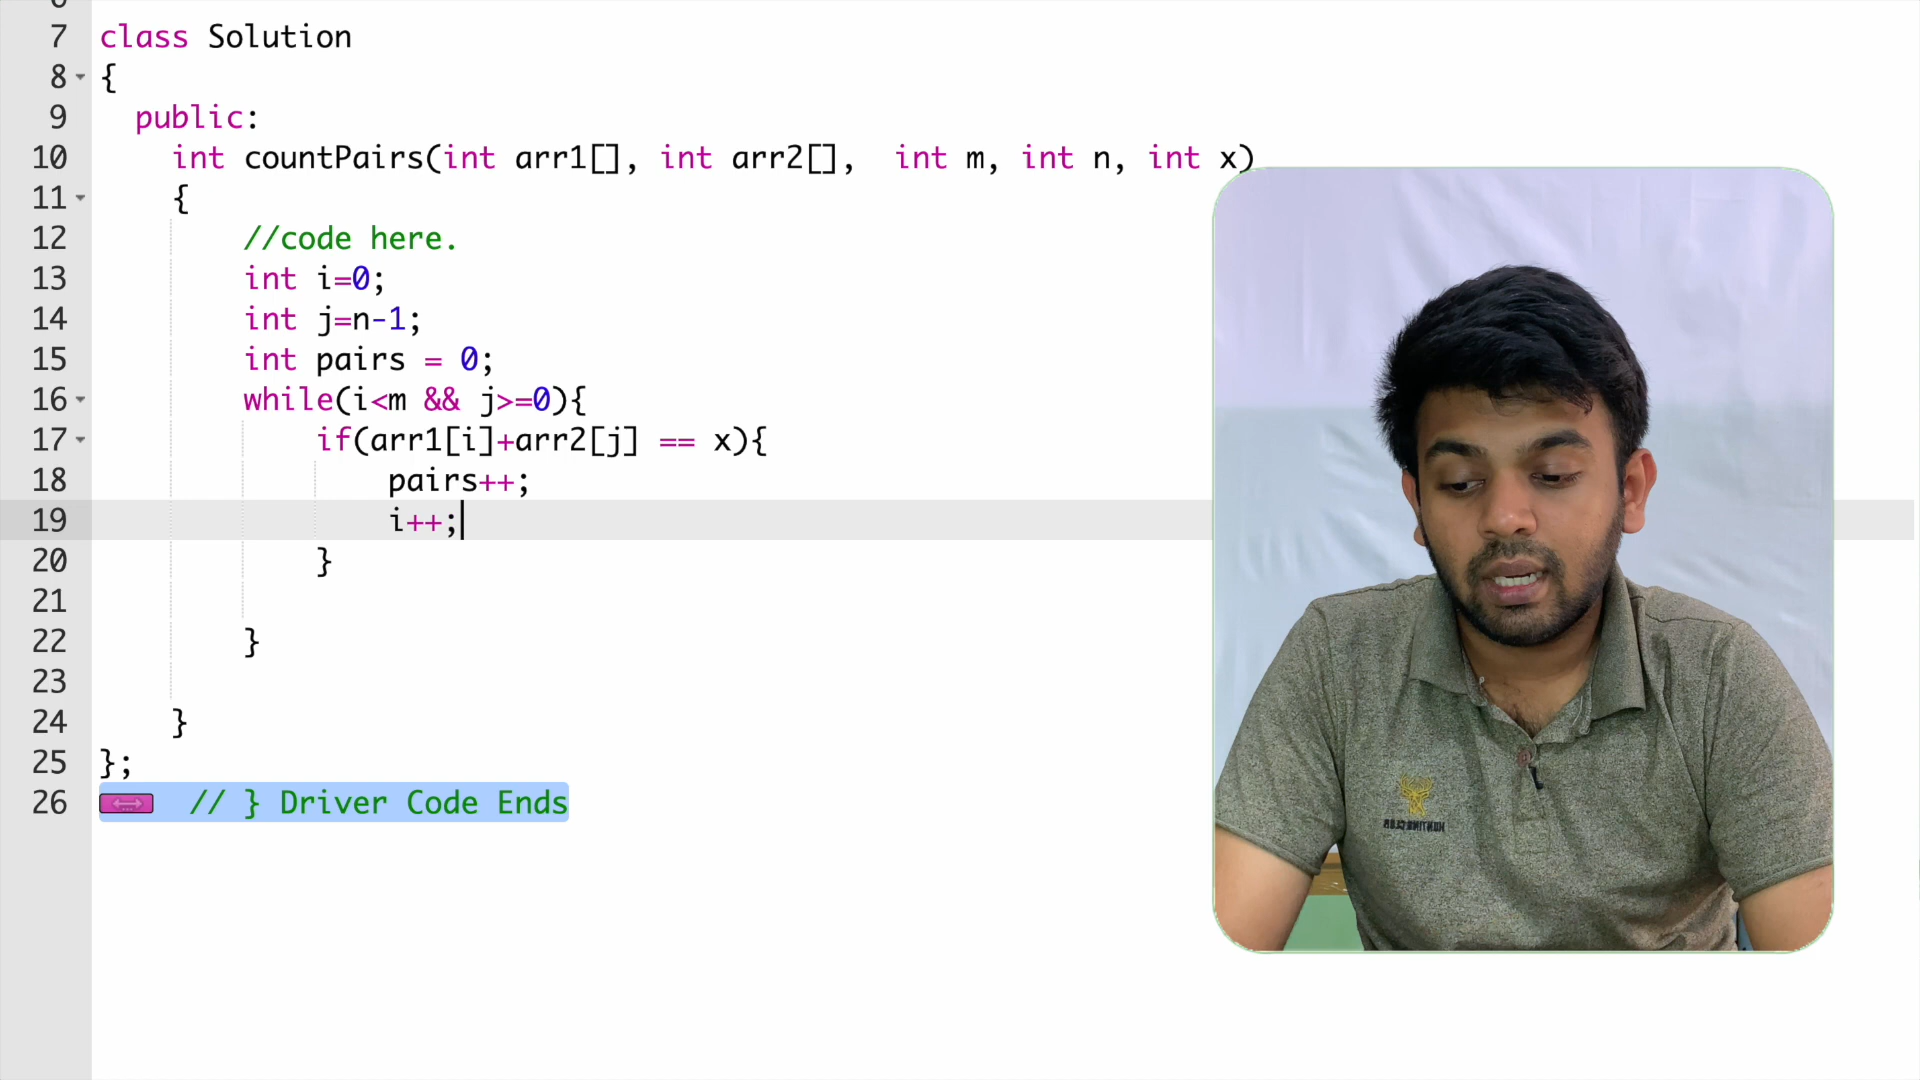 7 class Solution
8 {
9 public:
10 int countPairs(int arr1[], int arr2[], int m, int n, int x)
11 {
12 //code here.
13 int i=0;
14 int j=n-1;
15 int pairs = 0;
16 while(i<m && j>=0){
17 if(arr1[i]+arr2[j] == x){
18 pairs++;
19 i++;
20 }
21
22 }
23
24 }
25 };
26 // } Driver Code Ends
HUNTING CLUB